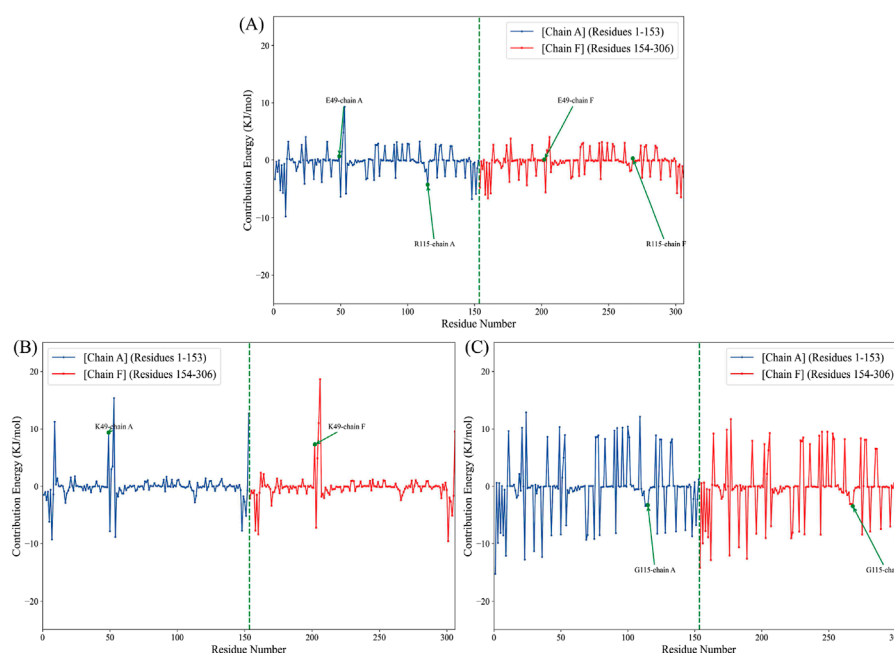 (A)
[Chain A] (Residues 1-153)
[Chain F] (Residues 154-306)
E49-chain A
E49-chain F
R115-chain A
R115-chain F
Contribution Energy (KJ/mol)
20
10
0
−10
−20
0 50 100 150 200 250 300
Residue Number
(B)
[Chain A] (Residues 1-153)
[Chain F] (Residues 154-306)
K49-chain A
K49-chain F
Contribution Energy (KJ/mol)
20
10
0
−10
−20
0 50 100 150 200 250 300
Residue Number
(C)
[Chain A] (Residues 1-153)
[Chain F] (Residues 154-306)
G115-chain A
G115-cha
Contribution Energy (KJ/mol)
20
10
0
−10
−20
0 50 100 150 200 250 300
Residue Number